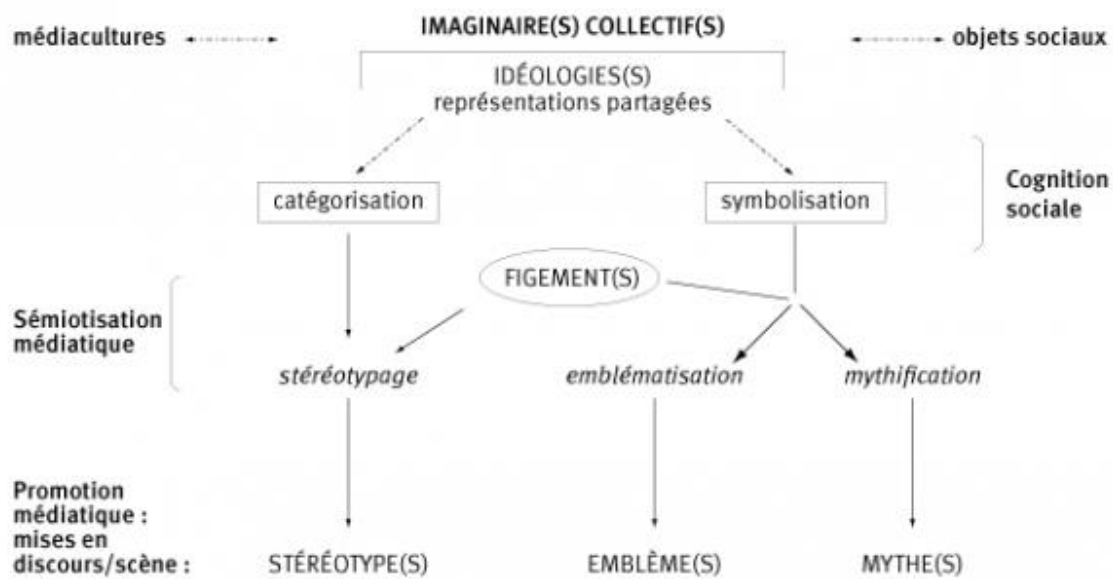 IMAGINAIRE(S) COLLECTIF(S)
médiacultures
objets sociaux
IDÉOLOGIES(S)
représentations partagées
catégorisation
symbolisation
Cognition
sociale
FIGEMENT(S)
Sémiotisation
médiatique
stéréotypage
emblématisation
mythification
Promotion
médiatique :
mises en
discours/scène :
STÉRÉOTYPE(S)
EMBLÈME(S)
MYTHE(S)